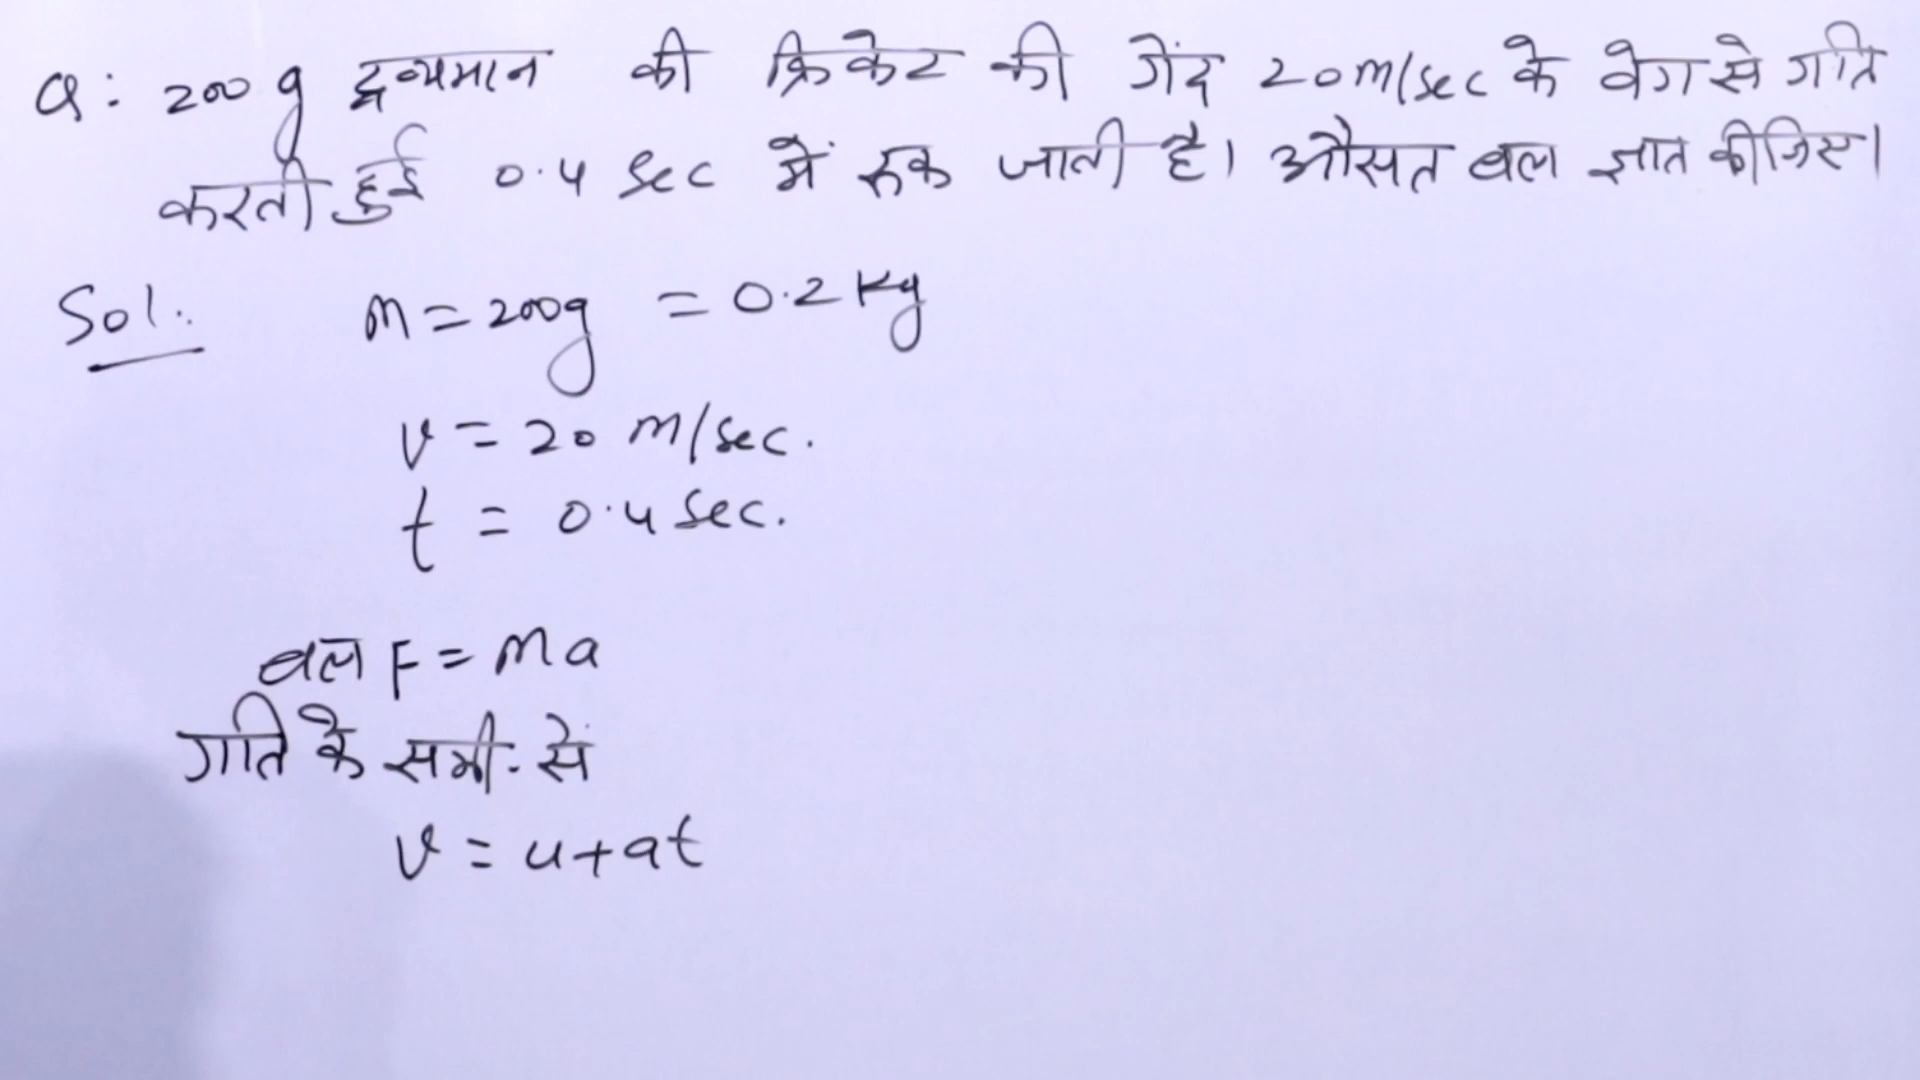 Q: 200 g द्रव्यमान की क्रिकेट की गेंद 20 m/sec के वेग से गति
करती हुई 0.4 sec में रुक जाती है। औसत बल ज्ञात कीजिए।
Sol. m = 200g = 0.2 Kg
v = 20 m/sec.
t = 0.4 sec.
बल F = ma
गति के समी. से
v = u+at